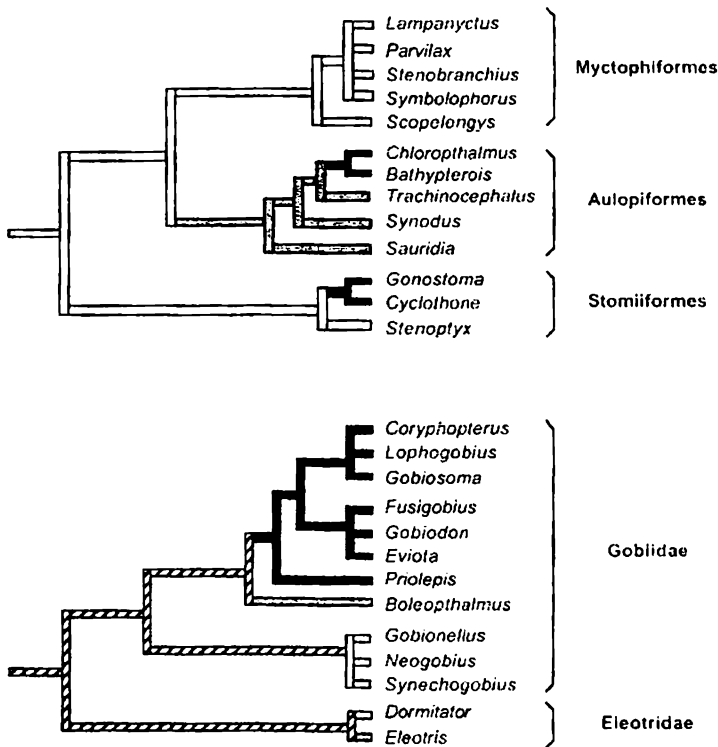 Lampanyctus
Parvilax
Stenobranchius
Symbolophorus
Scopelongys
Myctophiformes
Chloropthalmus
Bathypterois
Trachinocephalus
Synodus
Sauridia
Aulopiformes
Gonostoma
Cyclothone
Stenoptyx
Stomiiformes
Coryphopterus
Lophogobius
Gobiosoma
Fusigobius
Gobiodon
Eviota
Priolepis
Boleopthalmus
Gobionellus
Neogobius
Synechogobius
Goblidae
Dormitator
Eleotris
Eleotridae